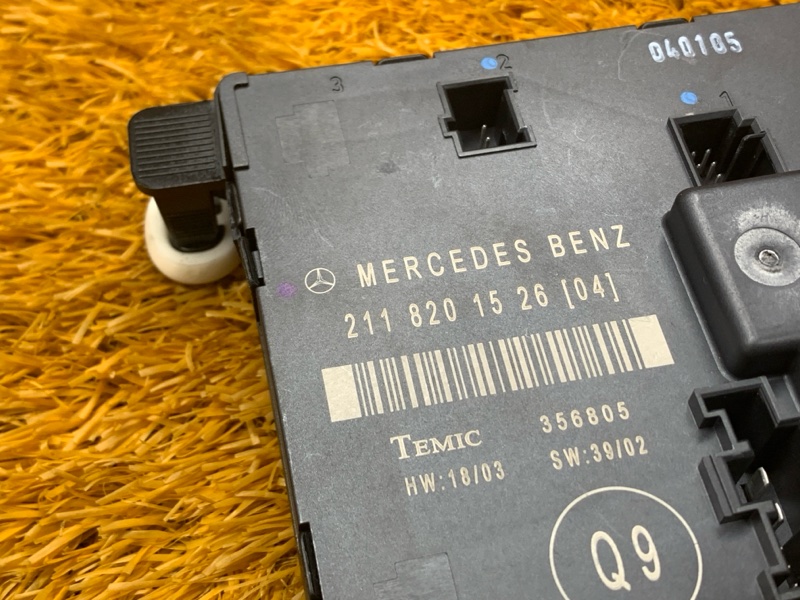 040105
3
2
1
MERCEDES BENZ
211 820 15 26 [04]
TEMIC 356805
HW:18/03 SW:39/02
Q9